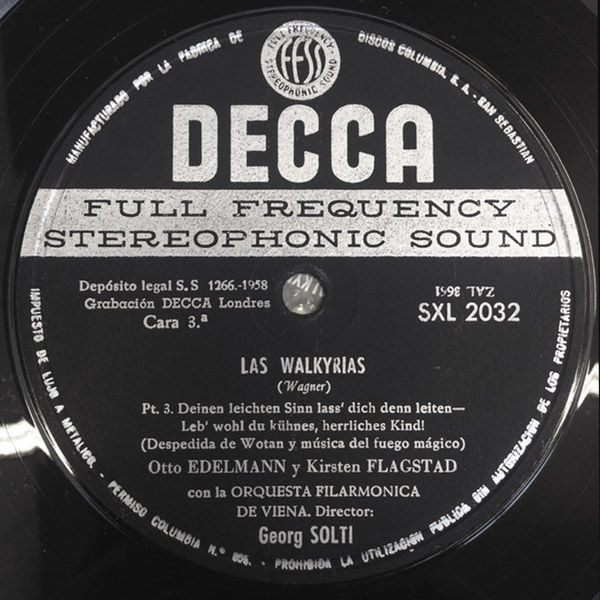 MANUFACTURADO POR LA FABRICA DE
DISCOS COLUMBIA, S. A. - SAN SEBASTIAN
FULL FREQUENCY
FFSS
STEREOPHONIC SOUND
DECCA
FULL FREQUENCY
STEREOPHONIC SOUND
Depósito legal S.S 1266.-1958
Grabación DECCA Londres
Cara 3.ª
ZAL 3661
SXL 2032
LAS WALKYRIAS
(Wagner)
Pt. 3. Deinen leichten Sinn lass' dich denn leiten—
Leb' wohl du kühnes, herrliches Kind!
(Despedida de Wotan y música del fuego mágico)
Otto EDELMANN y Kirsten FLAGSTAD
con la ORQUESTA FILARMONICA
DE VIENA. Director:
Georg SOLTI
IMPUESTO DE LUJO A METALICO. - PERMISO COLUMBIA N.º 856. - PROHIBIDA LA UTILIZACION PUBLICA SIN AUTORIZACION DE LOS PROPIETARIOS